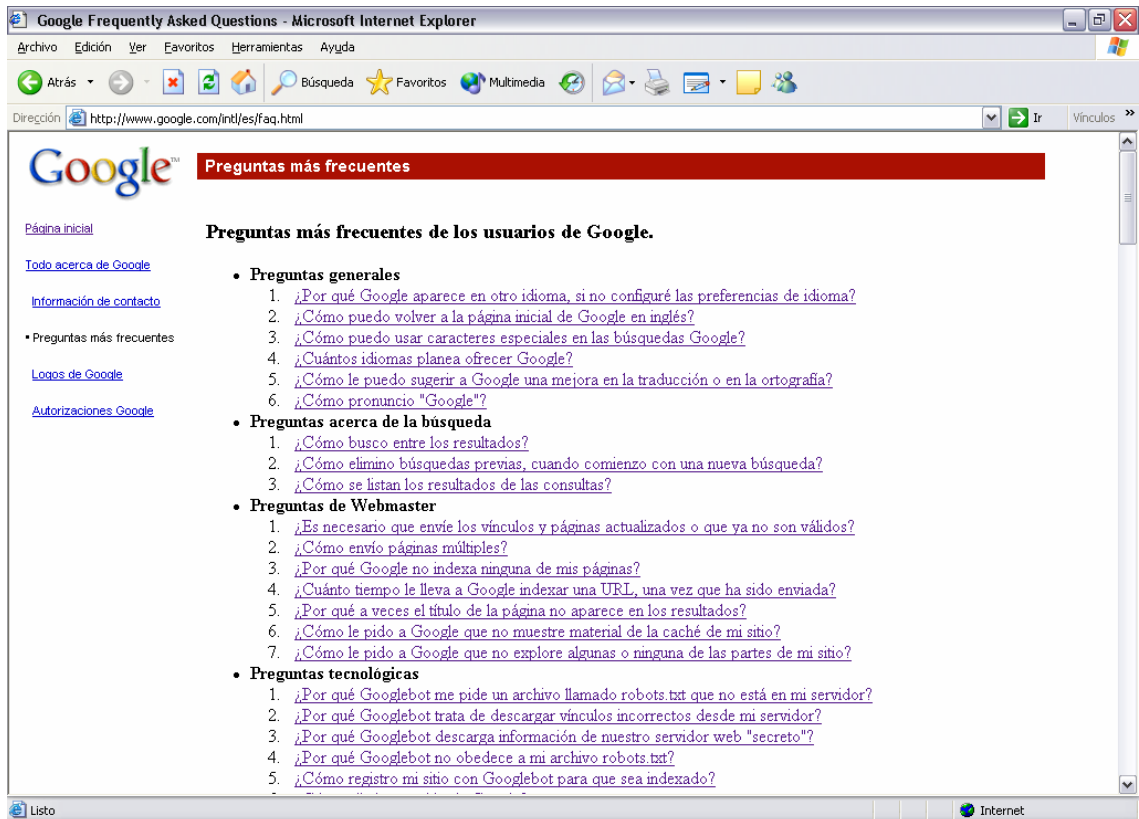 Google Frequently Asked Questions - Microsoft Internet Explorer
Archivo Edición Ver Favoritos Herramientas Ayuda
Atrás Búsqueda Favoritos Multimedia
Dirección http://www.google.com/intl/es/faq.html Ir Vínculos »
Google™ Preguntas más frecuentes
Página inicial
Todo acerca de Google
Información de contacto
▪ Preguntas más frecuentes
Logos de Google
Autorizaciones Google
Preguntas más frecuentes de los usuarios de Google.
• Preguntas generales
1. ¿Por qué Google aparece en otro idioma, si no configuré las preferencias de idioma?
2. ¿Cómo puedo volver a la página inicial de Google en inglés?
3. ¿Cómo puedo usar caracteres especiales en las búsquedas Google?
4. ¿Cuántos idiomas planea ofrecer Google?
5. ¿Cómo le puedo sugerir a Google una mejora en la traducción o en la ortografía?
6. ¿Cómo pronuncio "Google"?
• Preguntas acerca de la búsqueda
1. ¿Cómo busco entre los resultados?
2. ¿Cómo elimino búsquedas previas, cuando comienzo con una nueva búsqueda?
3. ¿Cómo se listan los resultados de las consultas?
• Preguntas de Webmaster
1. ¿Es necesario que envíe los vínculos y páginas actualizados o que ya no son válidos?
2. ¿Cómo envío páginas múltiples?
3. ¿Por qué Google no indexa ninguna de mis páginas?
4. ¿Cuánto tiempo le lleva a Google indexar una URL, una vez que ha sido enviada?
5. ¿Por qué a veces el título de la página no aparece en los resultados?
6. ¿Cómo le pido a Google que no muestre material de la caché de mi sitio?
7. ¿Cómo le pido a Google que no explore algunas o ninguna de las partes de mi sitio?
• Preguntas tecnológicas
1. ¿Por qué Googlebot me pide un archivo llamado robots.txt que no está en mi servidor?
2. ¿Por qué Googlebot trata de descargar vínculos incorrectos desde mi servidor?
3. ¿Por qué Googlebot descarga información de nuestro servidor web "secreto"?
4. ¿Por qué Googlebot no obedece a mi archivo robots.txt?
5. ¿Cómo registro mi sitio con Googlebot para que sea indexado?
Listo Internet